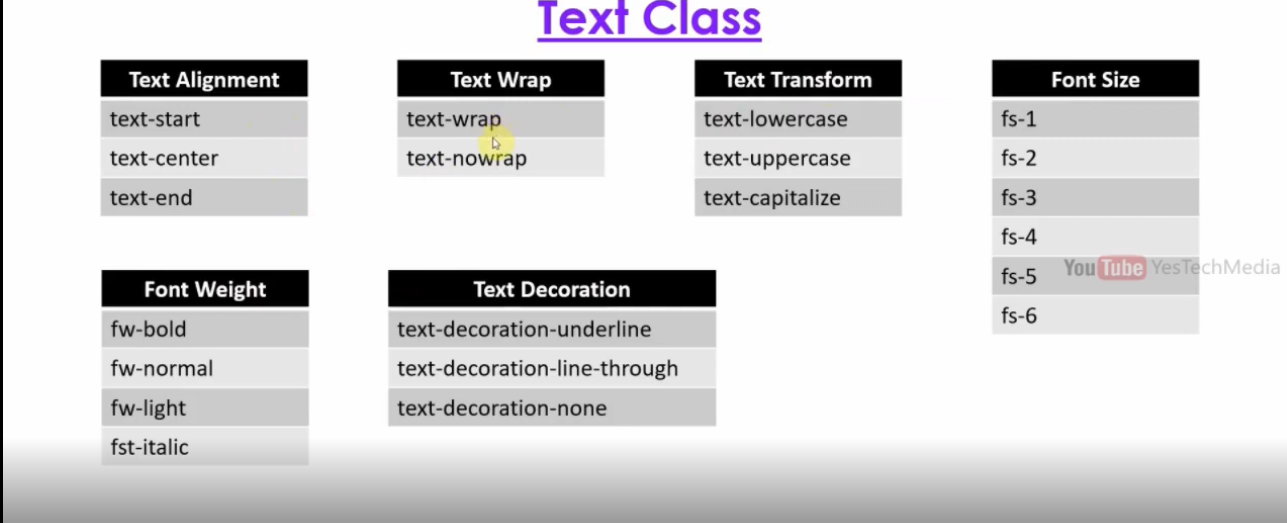 Text Class
Text Alignment
text-start
text-center
text-end
Text Wrap
text-wrap
text-nowrap
Text Transform
text-lowercase
text-uppercase
text-capitalize
Font Size
fs-1
fs-2
fs-3
fs-4
fs-5
fs-6
Font Weight
fw-bold
fw-normal
fw-light
fst-italic
Text Decoration
text-decoration-underline
text-decoration-line-through
text-decoration-none
YouTube YesTechMedia